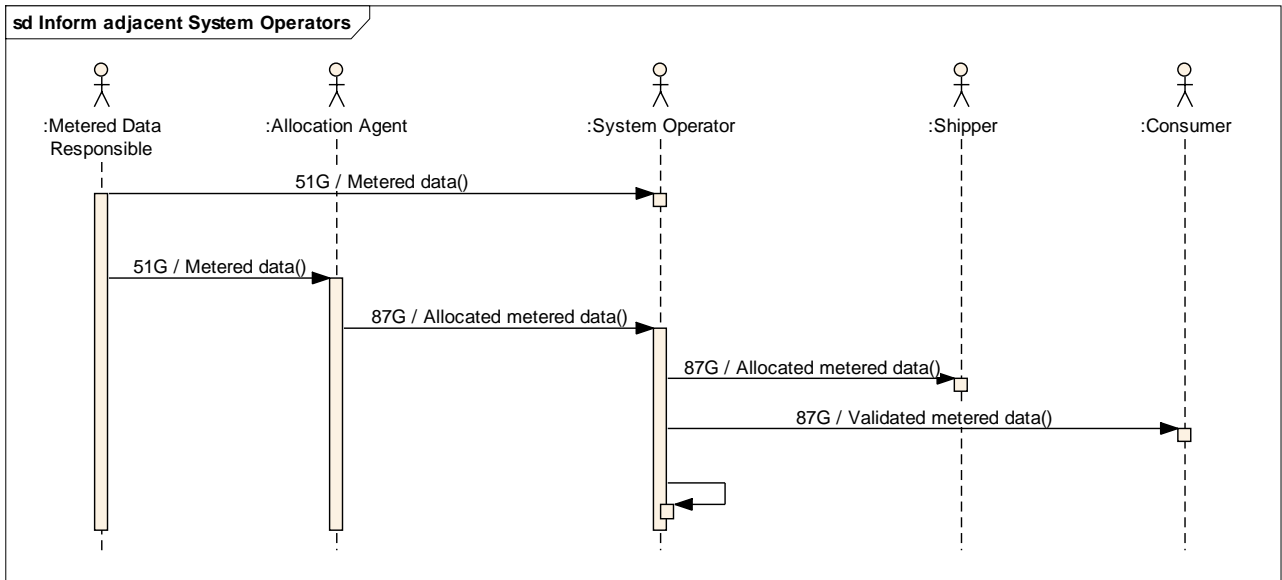 sd Inform adjacent System Operators
:Metered Data
Responsible
:Allocation Agent
:System Operator
:Shipper
:Consumer
51G / Metered data()
51G / Metered data()
87G / Allocated metered data()
87G / Allocated metered data()
87G / Validated metered data()